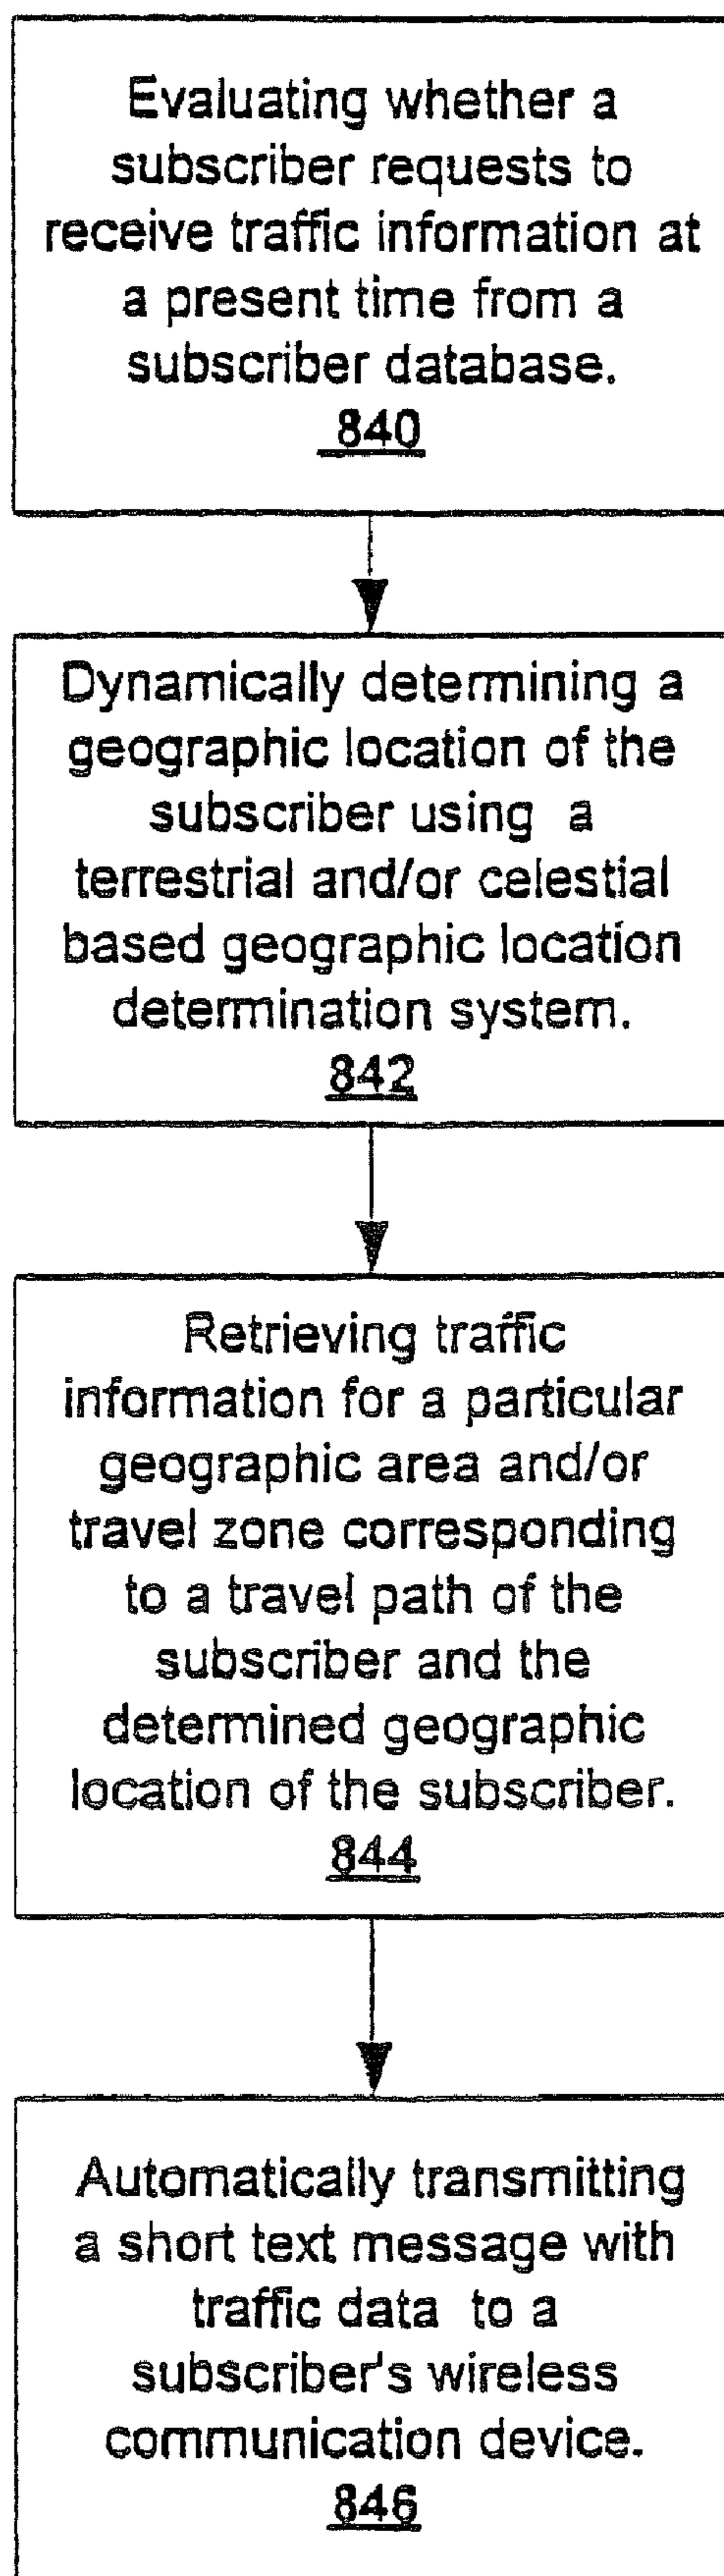 Evaluating whether a
subscriber requests to
receive traffic information at
a present time from a
subscriber database.
840
Dynamically determining a
geographic location of the
subscriber using a
terrestrial and/or celestial
based geographic location
determination system.
842
Retrieving traffic
information for a particular
geographic area and/or
travel zone corresponding
to a travel path of the
subscriber and the
determined geographic
location of the subscriber.
844
Automatically transmitting
a short text message with
traffic data to a
subscriber's wireless
communication device.
846